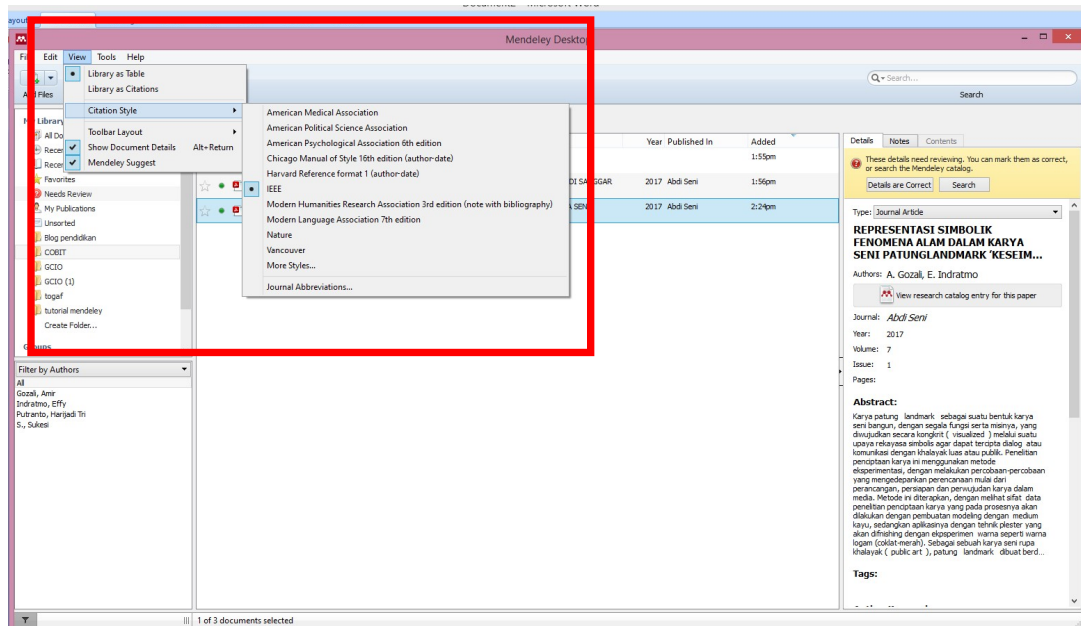 Mendeley Desktop
Edit View Tools Help
Library as Table
Library as Citations
Citation Style
Toolbar Layout
Show Document Details Alt+Return
Mendeley Suggest
American Medical Association
American Political Science Association
American Psychological Association 6th edition
Chicago Manual of Style 16th edition (author-date)
Harvard Reference format 1 (author-date)
IEEE
Modern Humanities Research Association 3rd edition (note with bibliography)
Modern Language Association 7th edition
Nature
Vancouver
More Styles...
Journal Abbreviations...
Search...
Search
Favorites
Needs Review
My Publications
Unsorted
Blog pendidikan
COBIT
GCIO
GCIO (1)
togaf
tutorial mendeley
Create Folder...
Filter by Authors
All
Gozali, Amir
Indratmo, Effy
Putranto, Harijadi Tri
S., Sukesi
Year Published In Added
1:55pm
2017 Abdi Seni 1:56pm
2017 Abdi Seni 2:24pm
Details Notes Contents
These details need reviewing. You can mark them as correct,
or search the Mendeley catalog.
Details are Correct Search
Type: Journal Article
REPRESENTASI SIMBOLIK
FENOMENA ALAM DALAM KARYA
SENI PATUNGLANDMARK 'KESEIM...
Authors: A. Gozali, E. Indratmo
View research catalog entry for this paper
Journal: Abdi Seni
Year: 2017
Volume: 7
Issue: 1
Pages:
Abstract:
Karya patung landmark sebagai suatu bentuk karya
seni bangun, dengan segala fungsi serta misinya, yang
diwujudkan secara kongkrit ( visualized ) melalui suatu
upaya rekayasa simbolis agar dapat tercipta dialog atau
komunikasi dengan khalayak luas atau publik. Penelitian
penciptaan karya ini menggunakan metode
eksperimentasi, dengan melakukan percobaan-percobaan
yang mengedepankan perencanaan mulai dari
perancangan, persiapan dan perwujudan karya dalam
media. Metode ini diterapkan, dengan melihat sifat data
penelitian penciptaan karya yang pada prosesnya akan
dilakukan dengan pembuatan modeling dengan medium
kayu, sedangkan aplikasinya dengan tehnik plester yang
akan difnishing dengan ekpsperimen warna seperti warna
logam (coklat-merah). Sebagai sebuah karya seni rupa
khalayak ( public art ), patung landmark dibuat berd...
Tags:
1 of 3 documents selected